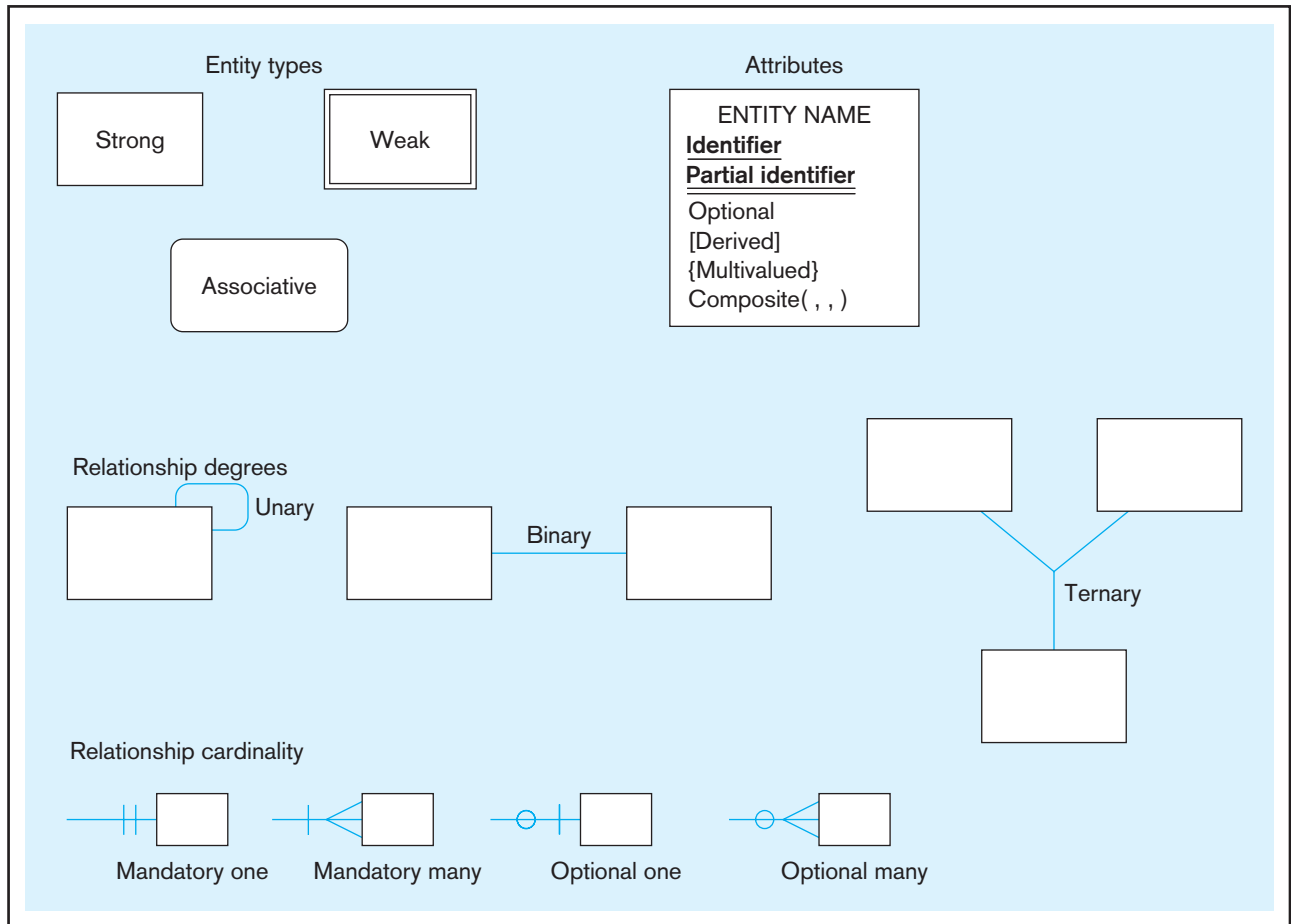 Entity types
Strong
Weak
Associative
Attributes
ENTITY NAME
Identifier
Partial identifier
Optional
[Derived]
{Multivalued}
Composite( , , )
Relationship degrees
Unary
Binary
Ternary
Relationship cardinality
Mandatory one
Mandatory many
Optional one
Optional many